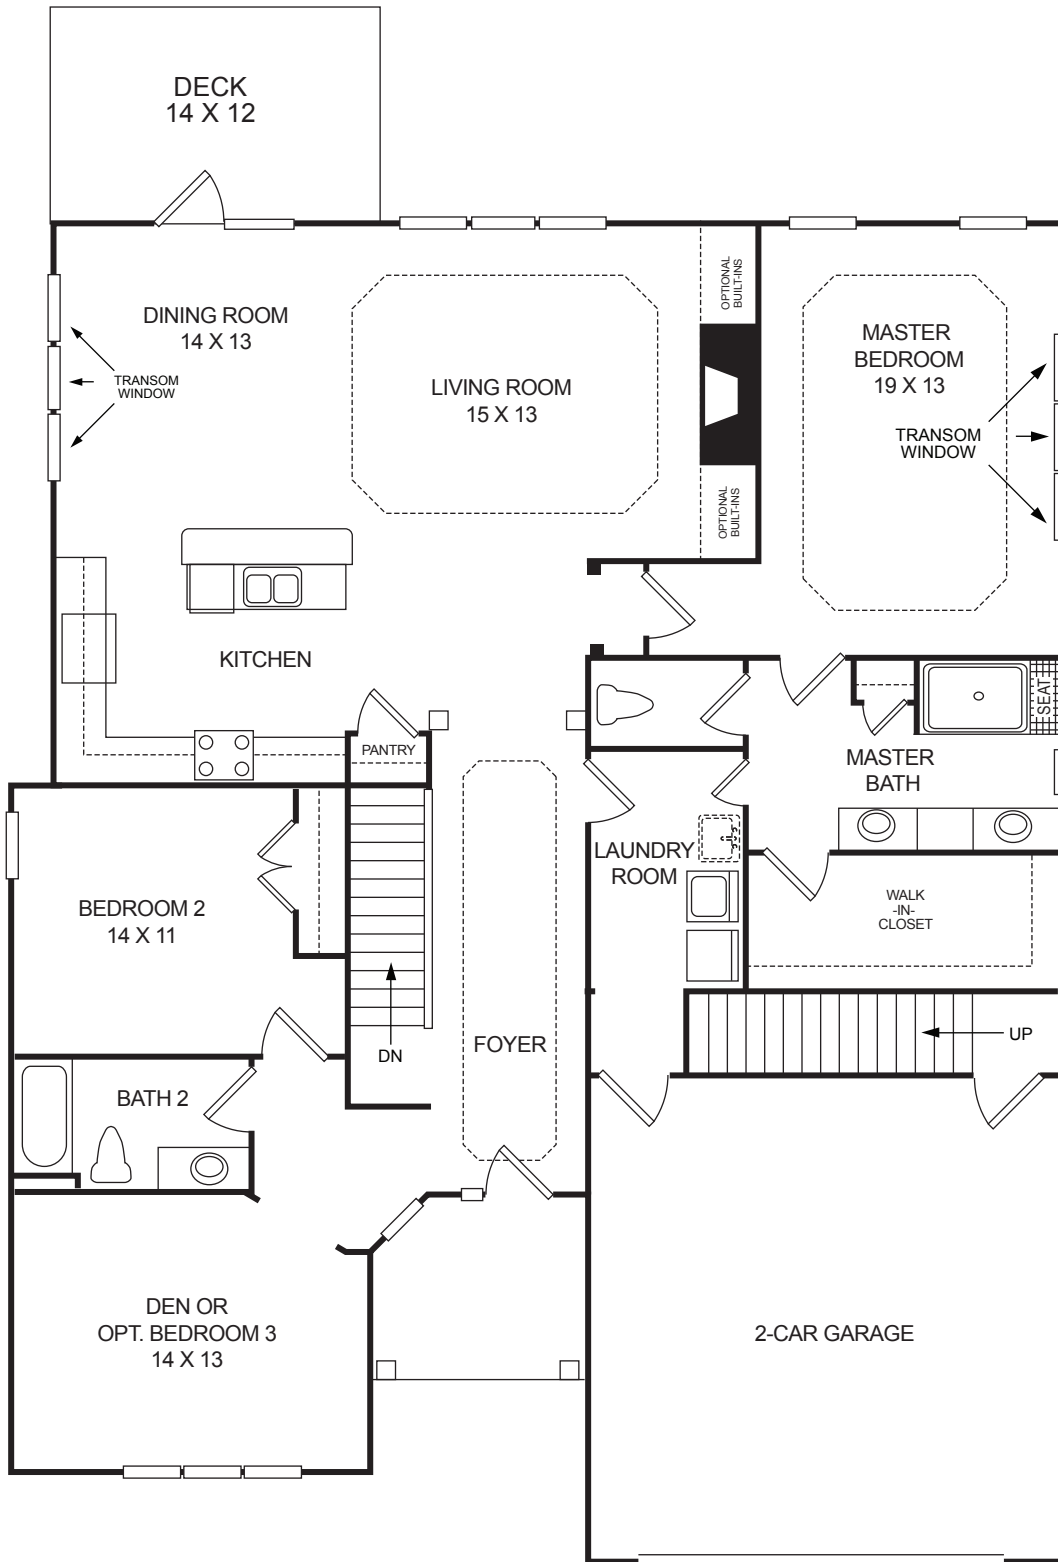 DECK
14 X 12
OPTIONAL
BUILT-INS
DINING ROOM
14 X 13
TRANSOM
WINDOW
LIVING ROOM
15 X 13
MASTER
BEDROOM
19 X 13
TRANSOM
WINDOW
OPTIONAL
BUILT-INS
KITCHEN
SEAT
PANTRY
MASTER
BATH
LAUNDRY
ROOM
BEDROOM 2
14 X 11
WALK
-IN-
CLOSET
DN
FOYER
UP
BATH 2
DEN OR
OPT. BEDROOM 3
14 X 13
2-CAR GARAGE